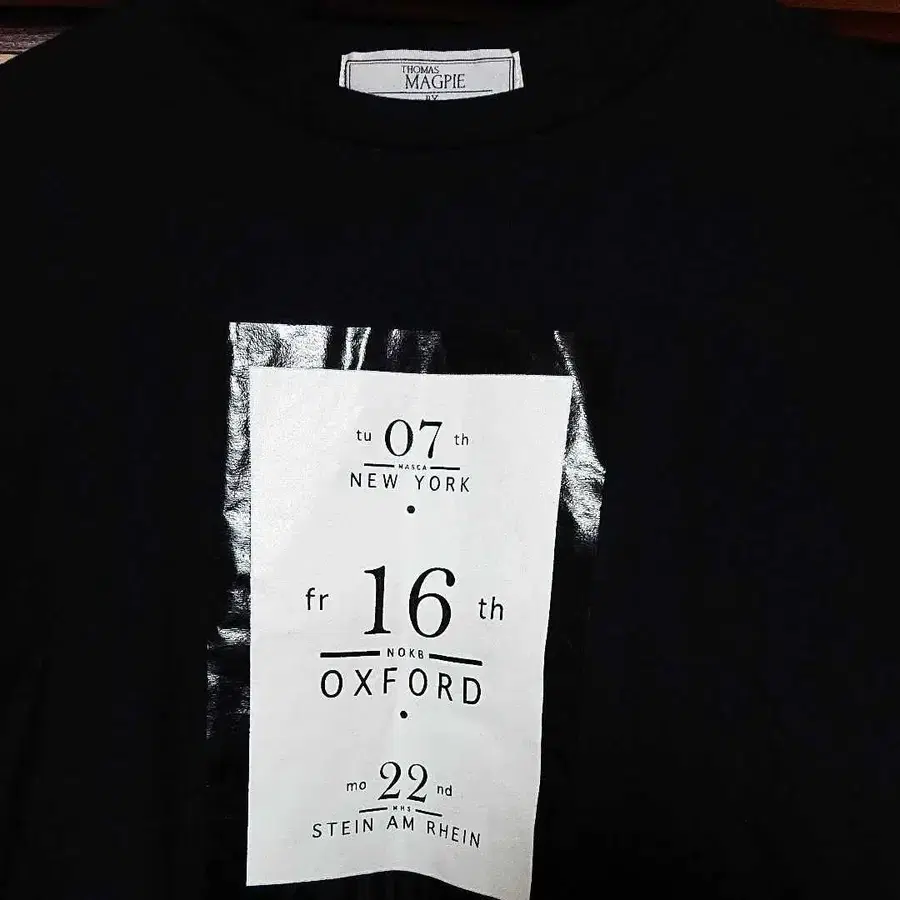 THOMAS
MAGPIE
BY
tu 07 th
MASCA
NEW YORK
fr 16 th
NOKB
OXFORD
mo 22 nd
MHS
STEIN AM RHEIN